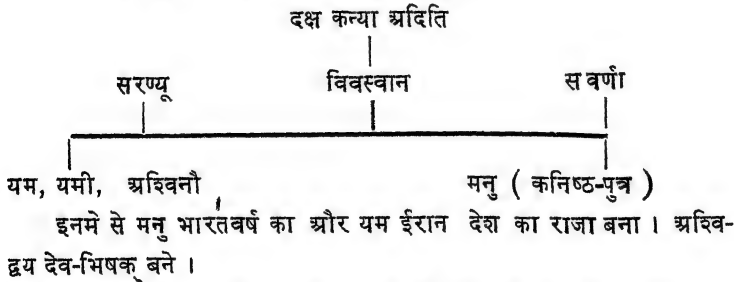 दक्ष कन्या अदिति
सरण्यू विवस्वान सवर्णा
यम, यमी, अश्विनौ मनु ( कनिष्ठ-पुत्र )
इनमे से मनु भारतवर्ष का और यम ईरान देश का राजा बना । अश्वि-
द्वय देव-भिषक् बने ।